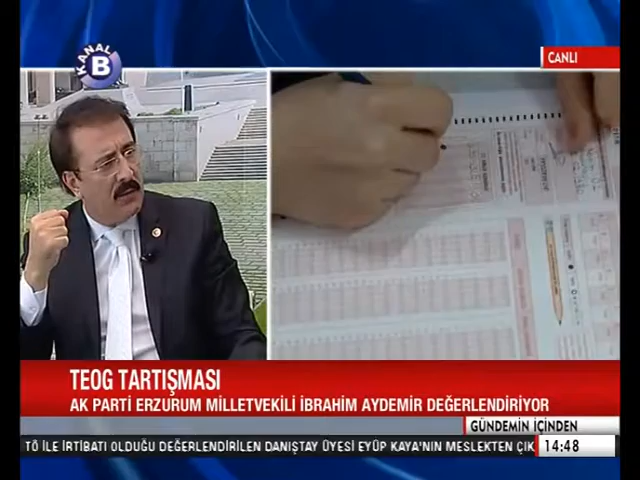 KANAL
B
CANLI
TEOG TARTIŞMASI
AK PARTİ ERZURUM MİLLETVEKİLİ İBRAHİM AYDEMİR DEĞERLENDİRİYOR
GÜNDEMİN İÇİNDEN
TÖ İLE İRTİBATI OLDUĞU DEĞERLENDİRİLEN DANIŞTAY ÜYESİ EYÜP KAYA'NIN MESLEKTEN ÇIK
14:48